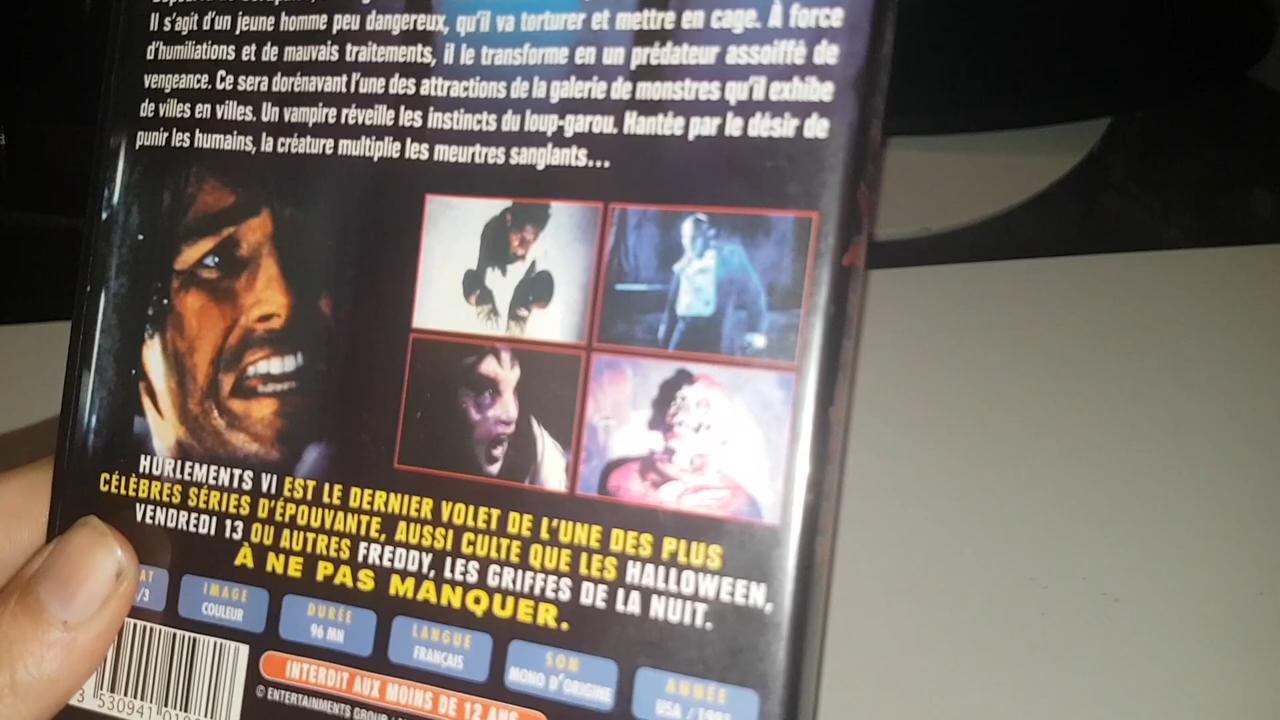 Il s'agit d'un jeune homme peu dangereux, qu'il va torturer et mettre en cage. À force
d'humiliations et de mauvais traitements, il le transforme en un prédateur assoiffé de
vengeance. Ce sera dorénavant l'une des attractions de la galerie de monstres qu'il exhibe
de villes en villes. Un vampire réveille les instincts du loup-garou. Hantée par le désir de
punir les humains, la créature multiplie les meurtres sanglants...
HURLEMENTS VI EST LE DERNIER VOLET DE L'UNE DES PLUS
CÉLÈBRES SÉRIES D'ÉPOUVANTE, AUSSI CULTE QUE LES HALLOWEEN,
VENDREDI 13 OU AUTRES FREDDY, LES GRIFFES DE LA NUIT.
À NE PAS MANQUER.
IMAGE
COULEUR
DURÉE
96 MN
LANGUE
FRANÇAIS
SON
MONO D'ORIGINE
ANNÉE
USA /
INTERDIT AUX MOINS DE 12 ANS
© ENTERTAINMENTS GROUP
3 530941